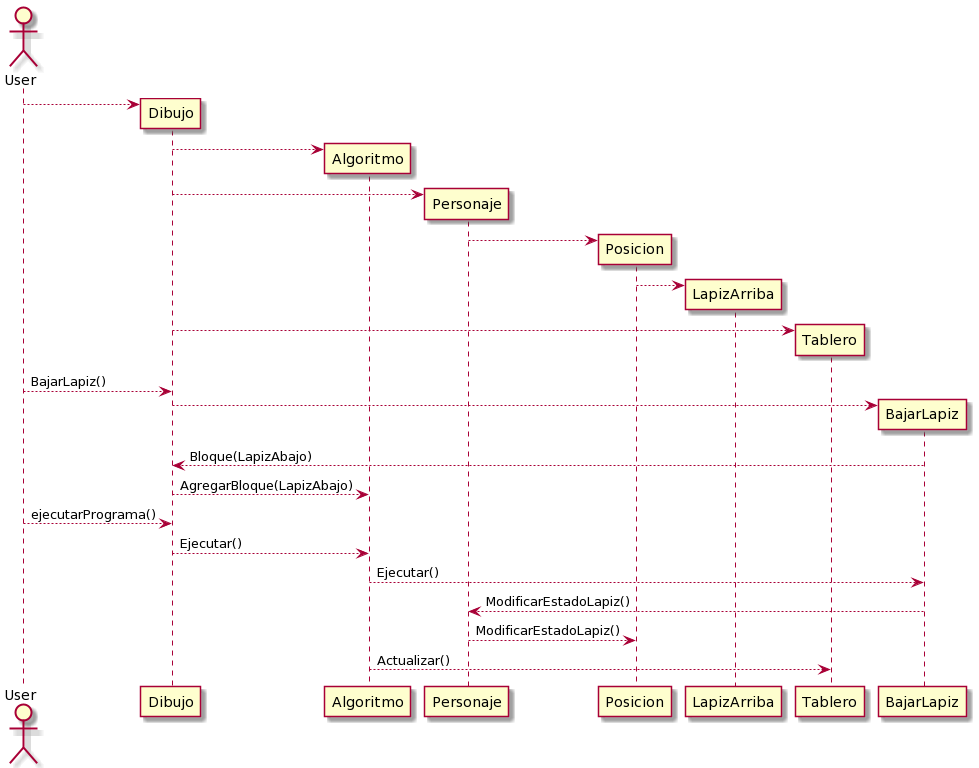 User
Dibujo
Algoritmo
Personaje
Posicion
LapizArriba
Tablero
BajarLapiz()
BajarLapiz
Bloque(LapizAbajo)
AgregarBloque(LapizAbajo)
ejecutarPrograma()
Ejecutar()
Ejecutar()
ModificarEstadoLapiz()
ModificarEstadoLapiz()
Actualizar()
User
Dibujo
Algoritmo
Personaje
Posicion
LapizArriba
Tablero
BajarLapiz